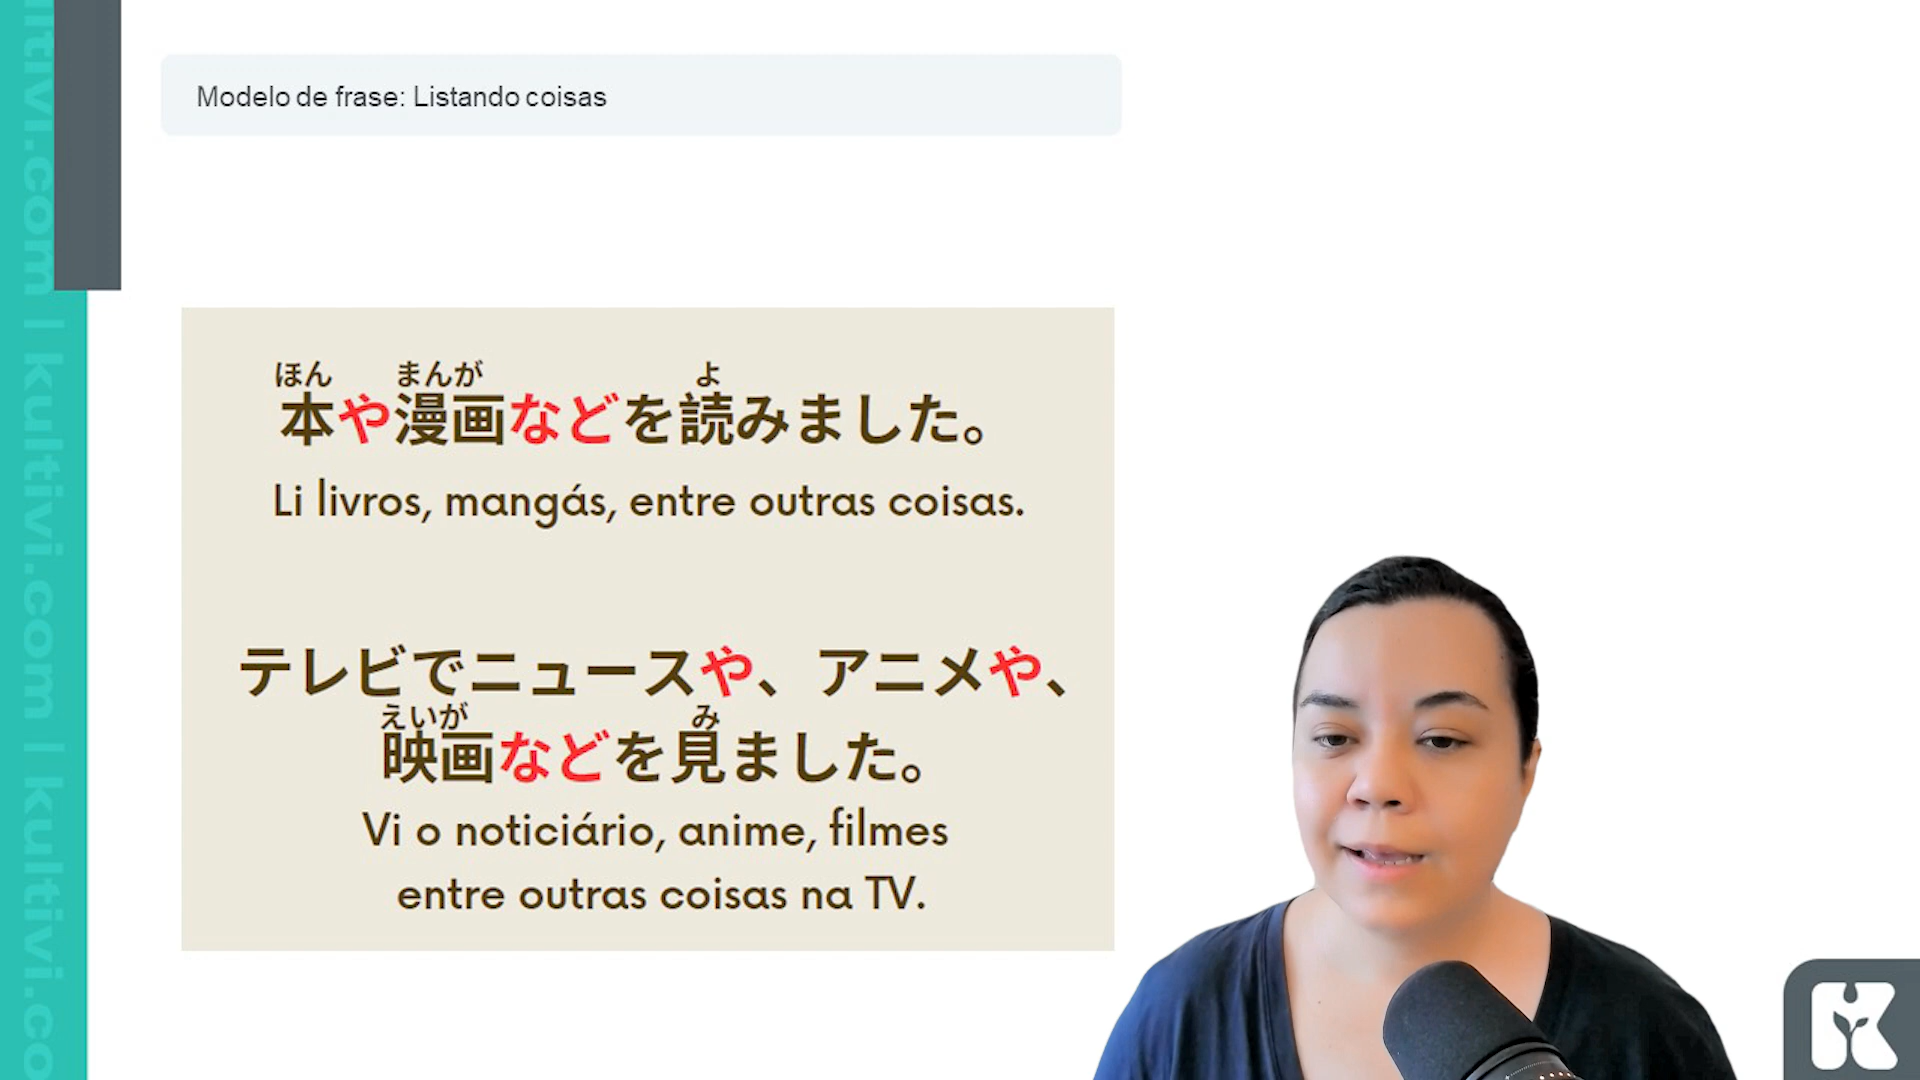 Modelo de frase: Listando coisas
ほん まんが よ
本や漫画などを読みました。
Li livros, mangás, entre outras coisas.
テレビでニュースや、アニメや、
えいが み
映画などを見ました。
Vi o noticiário, anime, filmes
entre outras coisas na TV.
ultivi.com | kultivi.com | kultivi.co